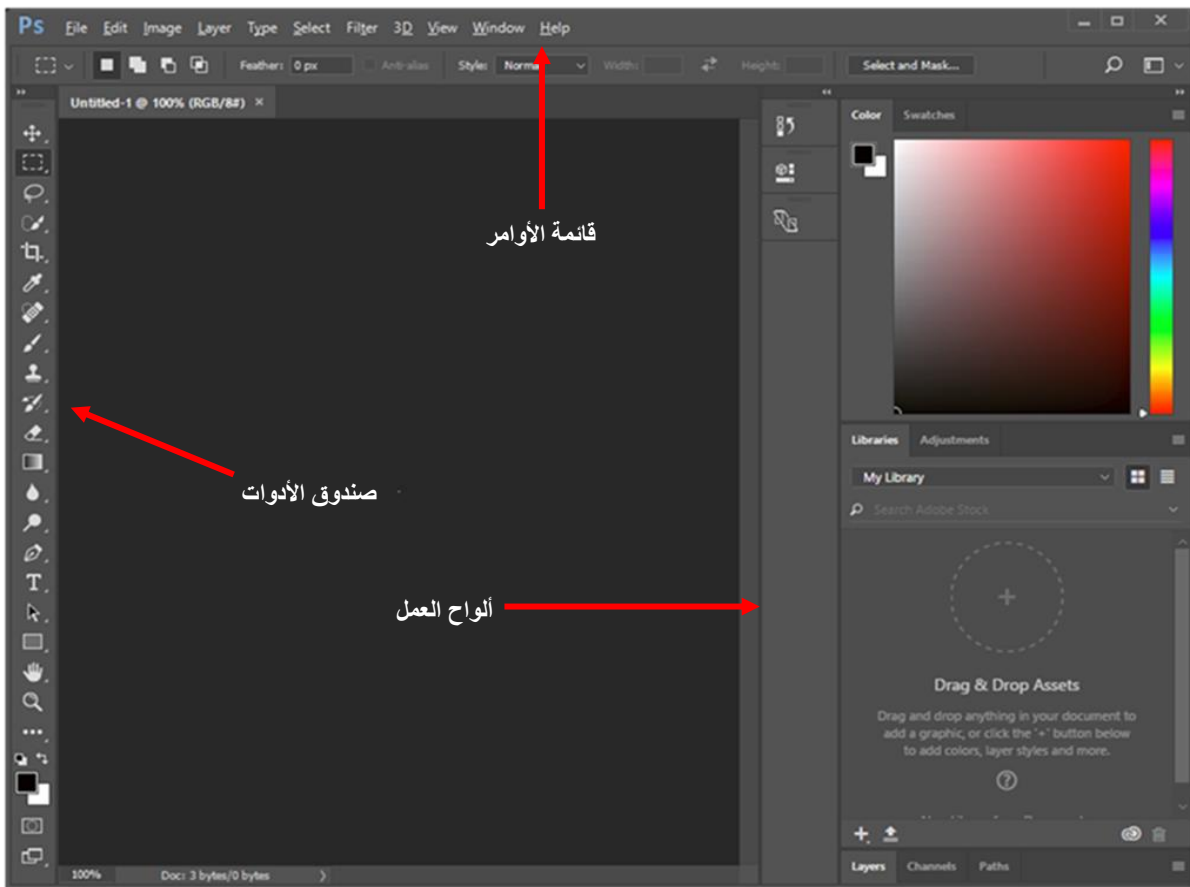 Ps File Edit Image Layer Type Select Filter 3D View Window Help
Feather: 0 px Anti-alias Style: Normal Width: Height: Select and Mask...
Untitled-1 @ 100% (RGB/8#) ×
Color Swatches
قائمة الأوامر
صندوق الأدوات
ألواح العمل
Libraries Adjustments
My Library
Search Adobe Stock
Drag & Drop Assets
Drag and drop anything in your document to
add a graphic, or click the "+" button below
to add colors, layer styles and more.
100% Doc: 3 bytes/0 bytes
Layers Channels Paths